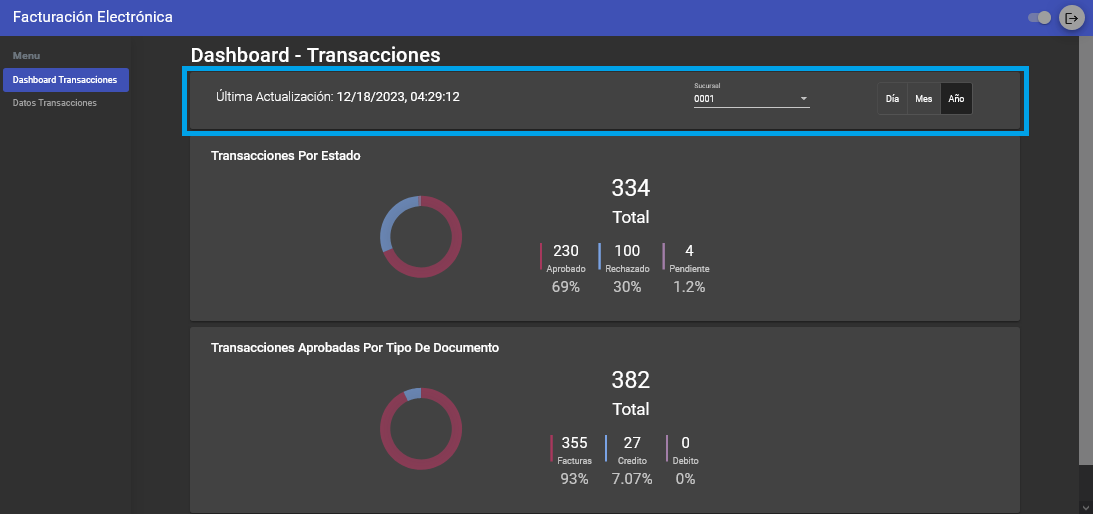 Facturación Electrónica
Menu
Dashboard Transacciones
Datos Transacciones
Dashboard - Transacciones
Última Actualización: 12/18/2023, 04:29:12
Sucursal
0001
Día Mes Año
Transacciones Por Estado
334
Total
230 100 4
Aprobado Rechazado Pendiente
69% 30% 1.2%
Transacciones Aprobadas Por Tipo De Documento
382
Total
355 27 0
Facturas Credito Debito
93% 7.07% 0%